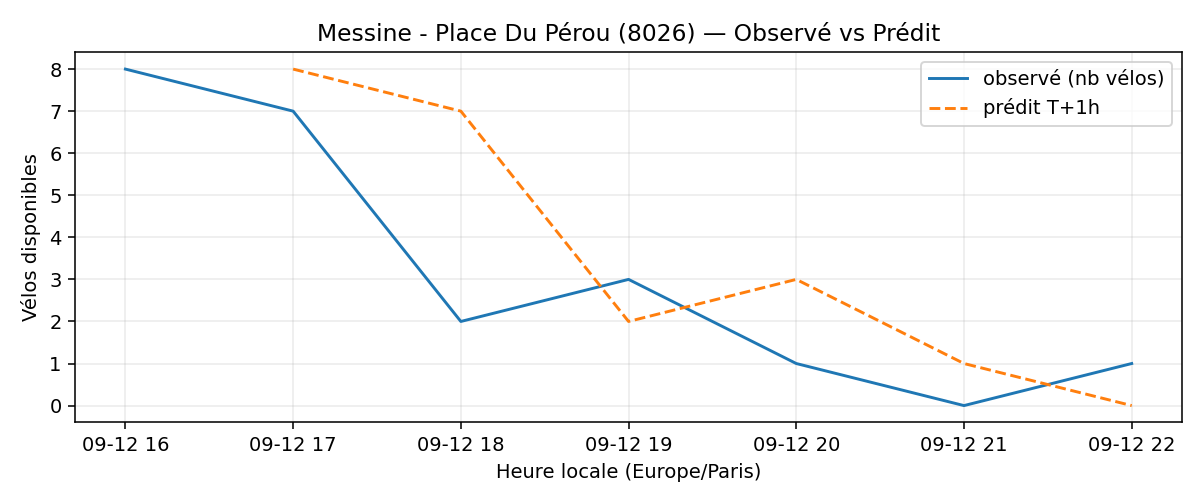 Messine - Place Du Pérou (8026) — Observé vs Prédit
observé (nb vélos)
prédit T+1h
Vélos disponibles
8
7
6
5
4
3
2
1
0
09-12 16 09-12 17 09-12 18 09-12 19 09-12 20 09-12 21 09-12 22
Heure locale (Europe/Paris)